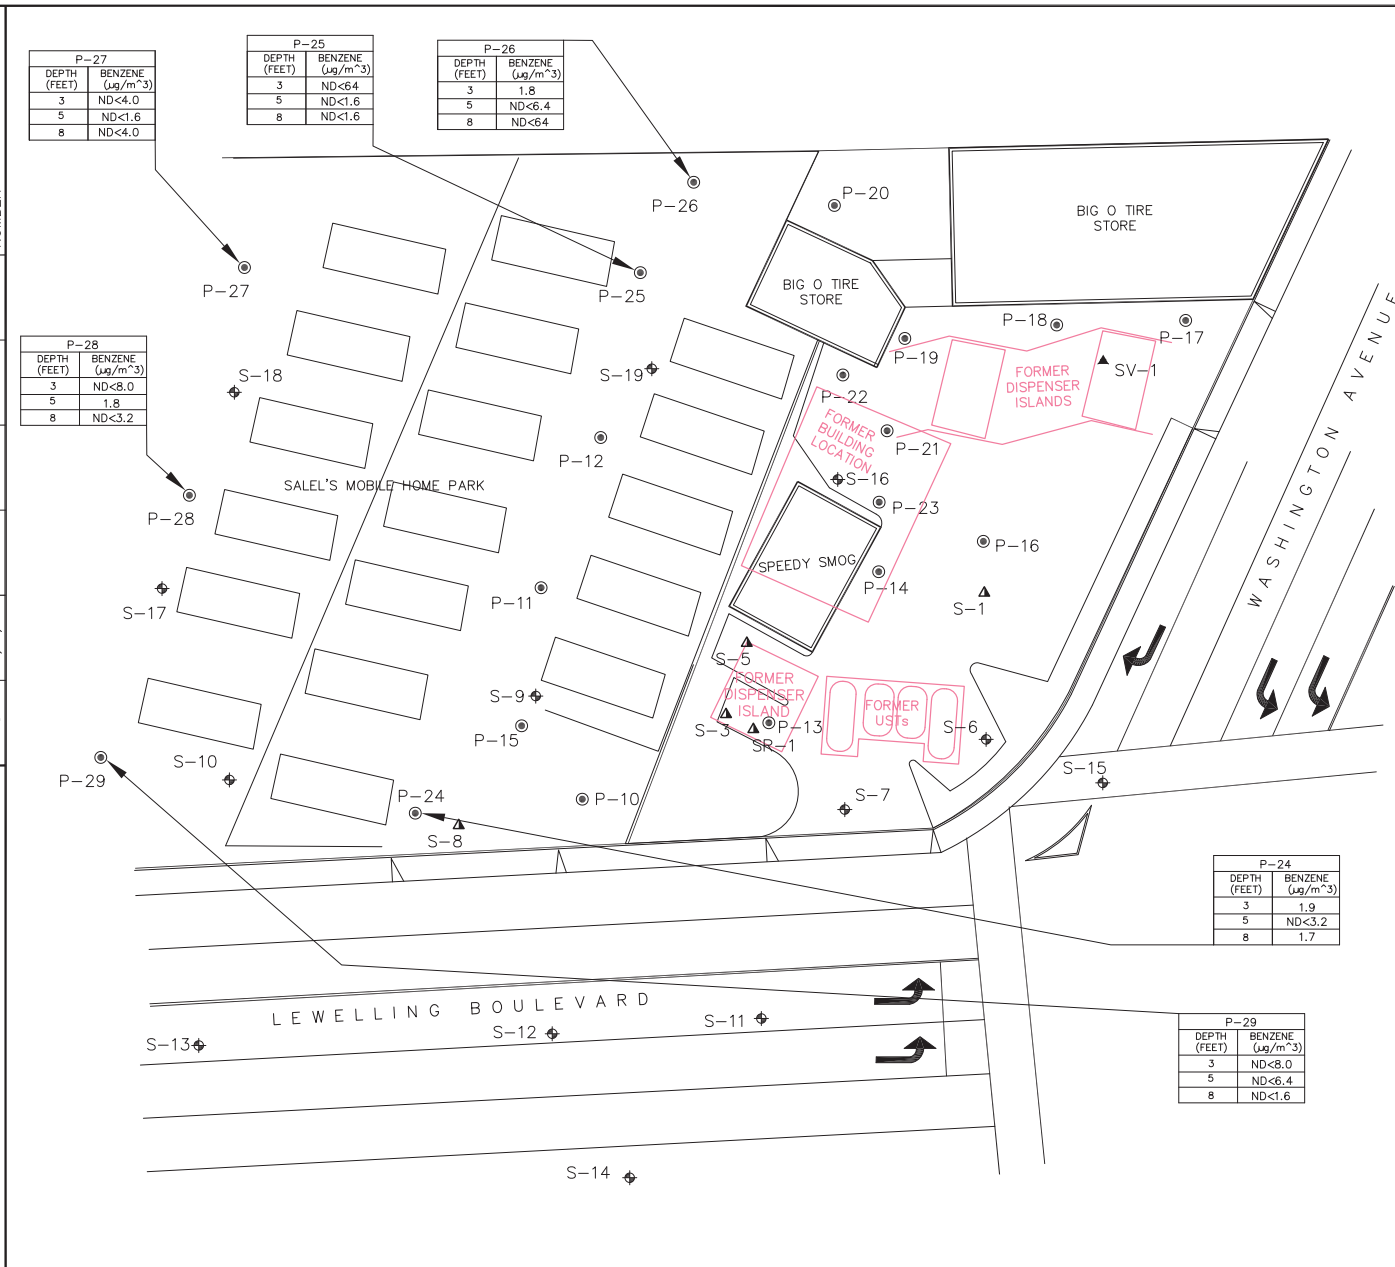 P-27
DEPTH (FEET) BENZENE (µg/m^3)
3 ND<4.0
5 ND<1.6
8 ND<4.0
P-25
DEPTH (FEET) BENZENE (µg/m^3)
3 ND<64
5 ND<1.6
8 ND<1.6
P-26
DEPTH (FEET) BENZENE (µg/m^3)
3 1.8
5 ND<6.4
8 ND<64
P-26
P-20
BIG O TIRE
STORE
P-27
P-25
BIG O TIRE
STORE
P-28
DEPTH (FEET) BENZENE (µg/m^3)
3 ND<8.0
5 1.8
8 ND<3.2
S-18
S-19
P-19
P-18
P-17
SV-1
FORMER
DISPENSER
ISLANDS
P-22
FORMER
BUILDING
LOCATION
P-21
P-12
S-16
SALEL'S MOBILE HOME PARK
P-28
P-23
P-16
SPEEDY SMOG
P-14
S-1
WASHINGTON AVENUE
S-17
P-11
S-5
FORMER
DISPENSER
ISLAND
S-9
S-3
P-13
SR-1
FORMER
USTs
S-6
P-15
P-29
S-10
S-15
P-24
P-10
S-7
S-8
P-24
DEPTH (FEET) BENZENE (µg/m^3)
3 1.9
5 ND<3.2
8 1.7
LEWELLING BOULEVARD
S-13
S-12
S-11
P-29
DEPTH (FEET) BENZENE (µg/m^3)
3 ND<8.0
5 ND<6.4
8 ND<1.6
S-14